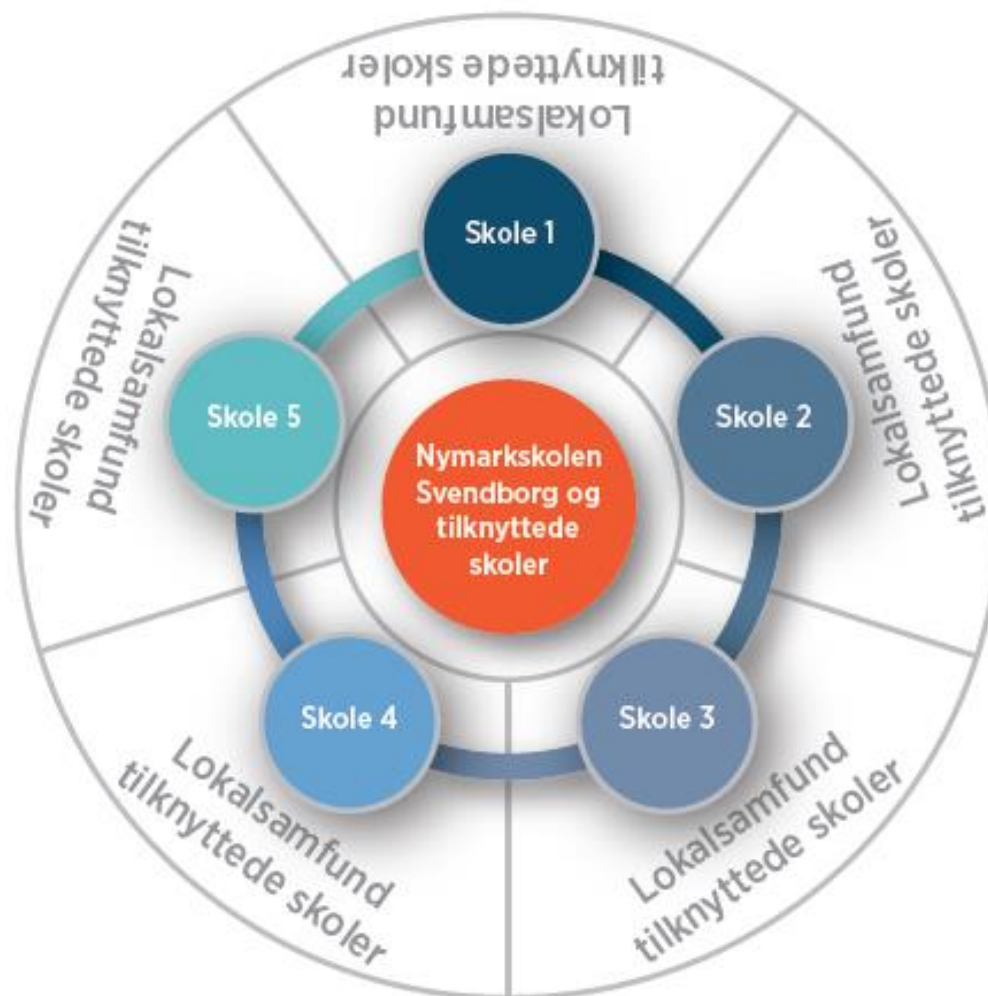 Lokalsamfund
tilknyttede skoler
Skole 1
Lokalsamfund
tilknyttede skoler
Skole 2
Lokalsamfund
tilknyttede skoler
Skole 5
Nymarkskolen
Svendborg og
tilknyttede
skoler
Skole 4
Skole 3
Lokalsamfund
tilknyttede skoler
Lokalsamfund
tilknyttede skoler